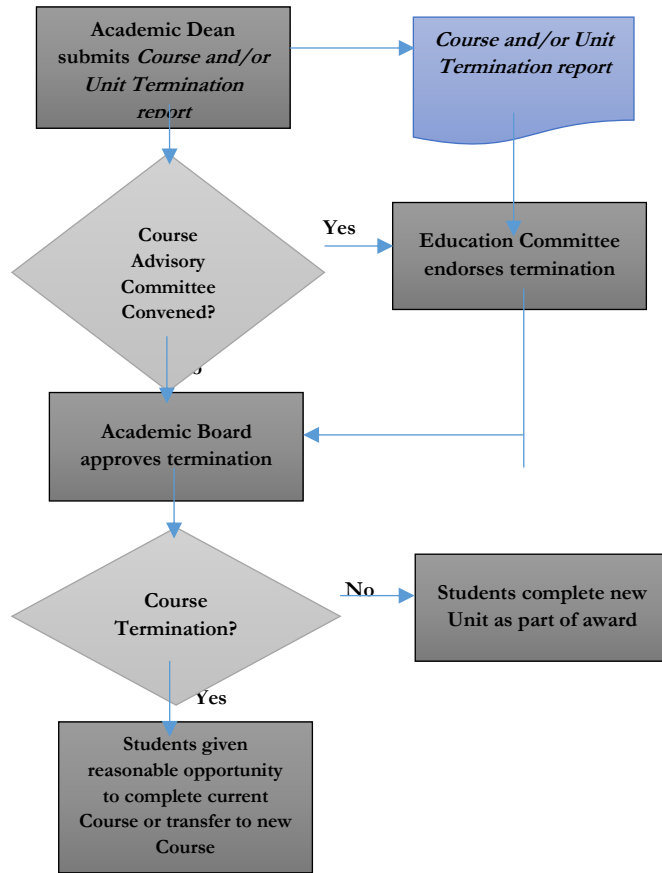 Academic Dean
submits Course and/or
Unit Termination
report
Course and/or Unit
Termination report
Course
Advisory
Committee
Convened?
Yes
Education Committee
endorses termination
Academic Board
approves termination
Course
Termination?
No
Students complete new
Unit as part of award
Yes
Students given
reasonable opportunity
to complete current
Course or transfer to new
Course